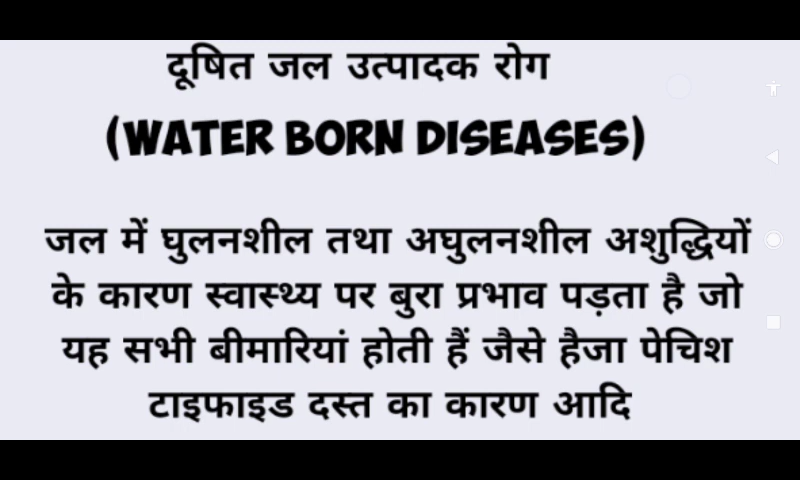 दूषित जल उत्पादक रोग
(WATER BORN DISEASES)
जल में घुलनशील तथा अघुलनशील अशुद्धियों
के कारण स्वास्थ्य पर बुरा प्रभाव पड़ता है जो
यह सभी बीमारियां होती हैं जैसे हैजा पेचिश
टाइफाइड दस्त का कारण आदि